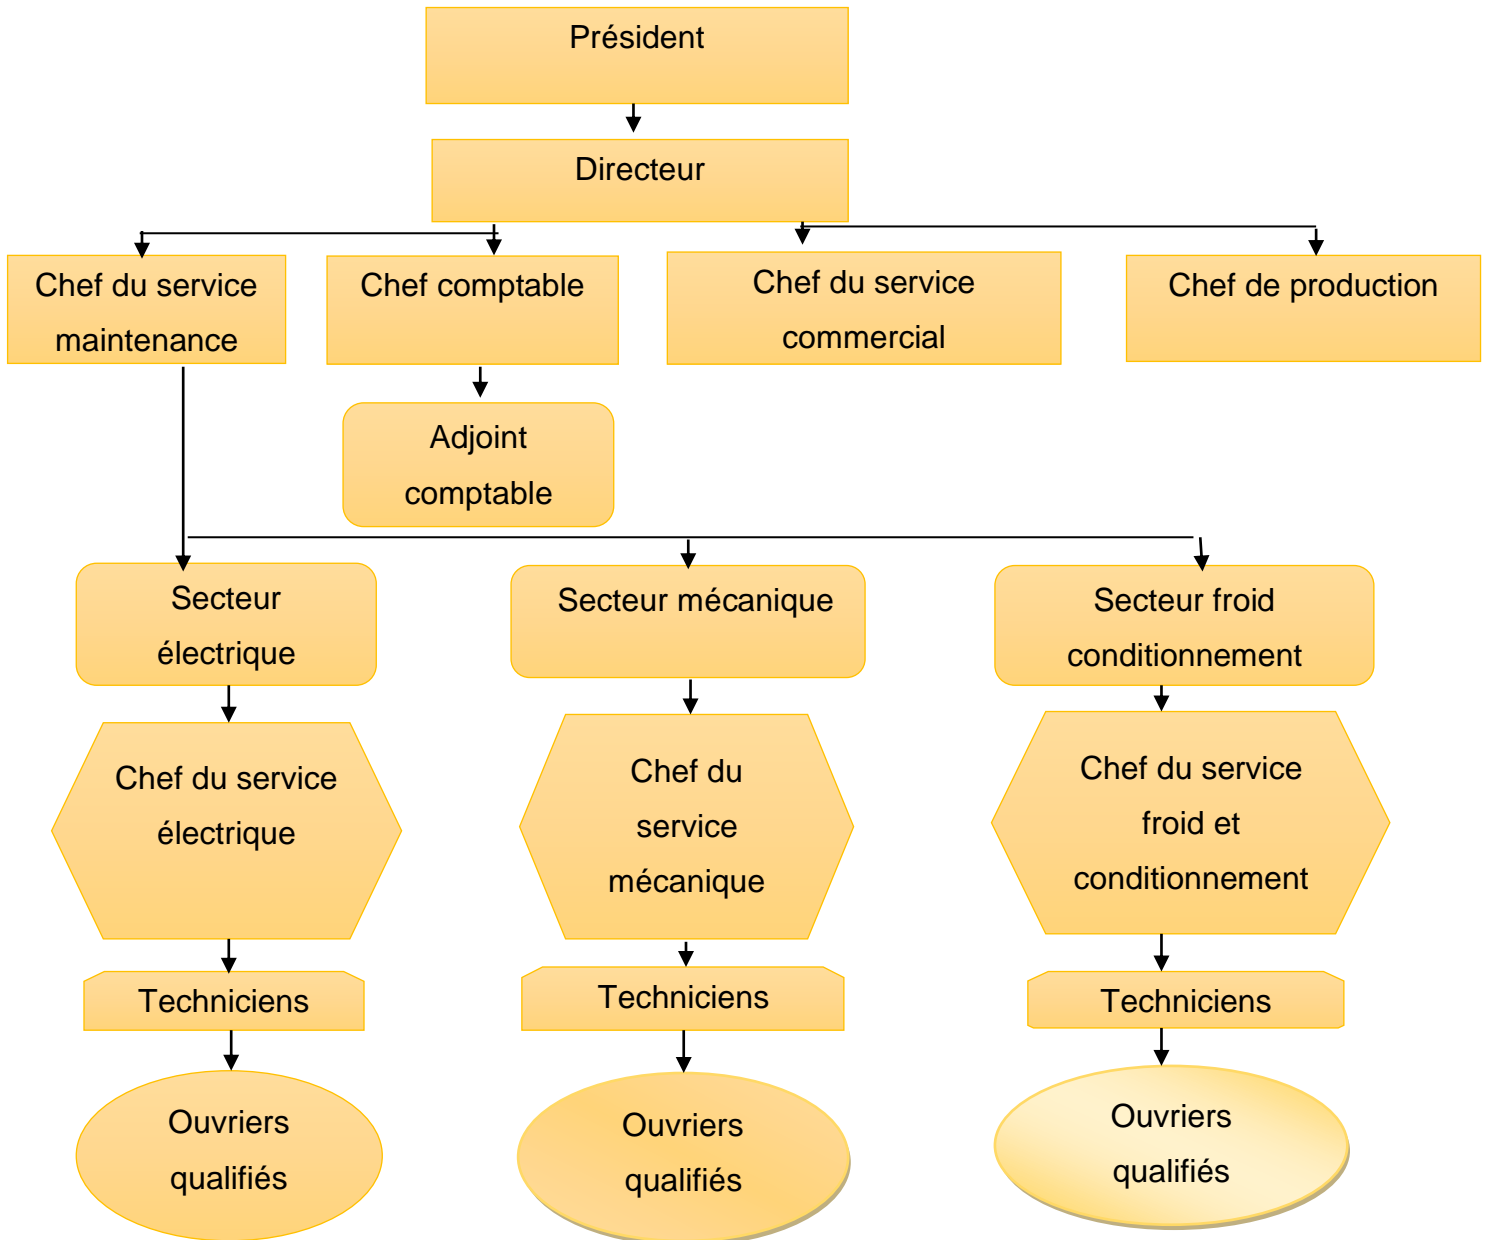 Président
Directeur
Chef du service
maintenance
Chef comptable
Chef du service
commercial
Chef de production
Adjoint
comptable
Secteur
électrique
Secteur mécanique
Secteur froid
conditionnement
Chef du service
électrique
Chef du
service
mécanique
Chef du service
froid et
conditionnement
Techniciens
Techniciens
Techniciens
Ouvriers
qualifiés
Ouvriers
qualifiés
Ouvriers
qualifiés